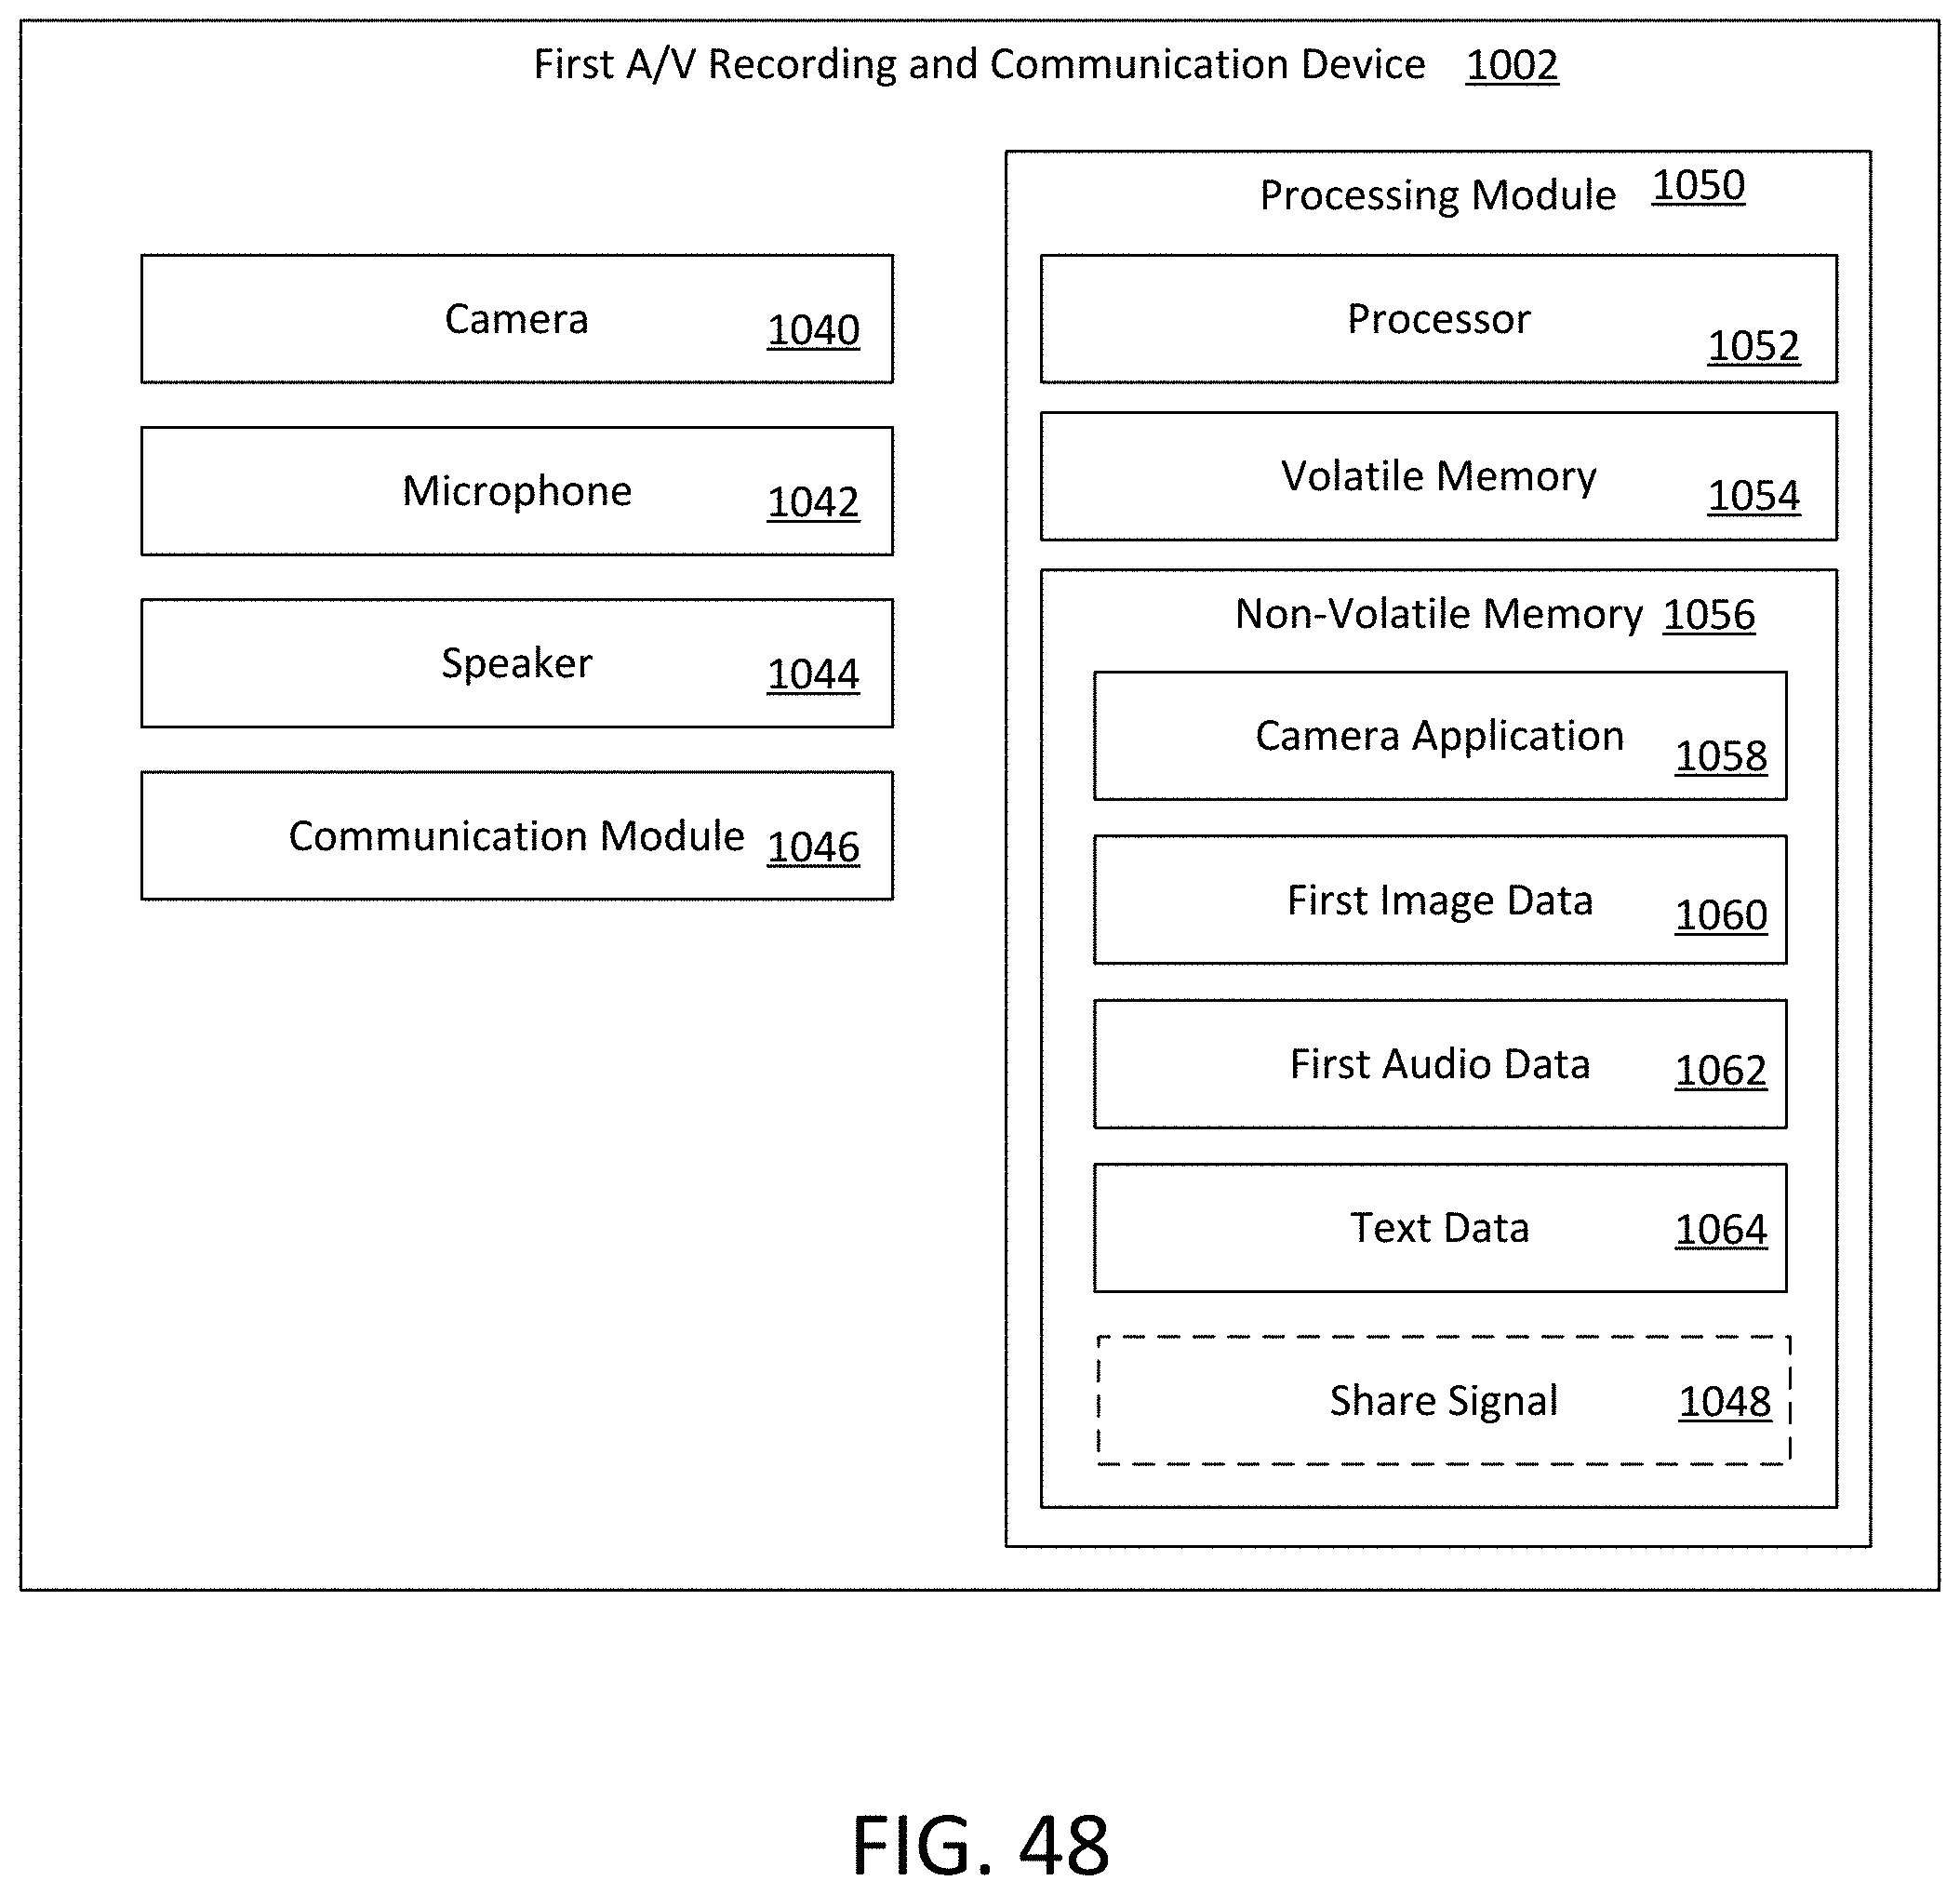 First A/V Recording and Communication Device 1002
Camera 1040
Microphone 1042
Speaker 1044
Communication Module 1046
Processing Module 1050
Processor 1052
Volatile Memory 1054
Non-Volatile Memory 1056
Camera Application 1058
First Image Data 1060
First Audio Data 1062
Text Data 1064
Share Signal 1048
FIG. 48